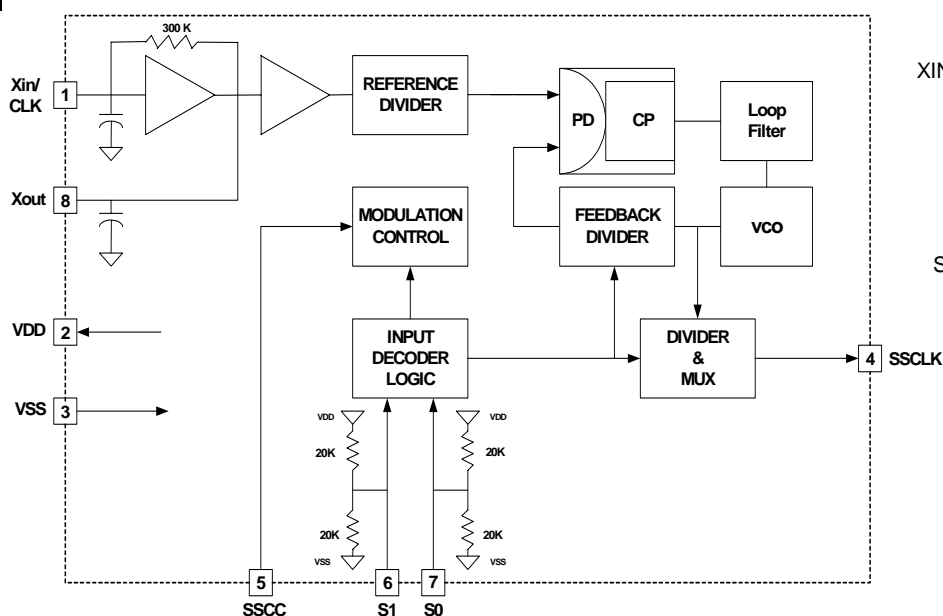 300 K
Xin/
CLK
1
REFERENCE
DIVIDER
PD
CP
Loop
Filter
XIN
Xout
8
MODULATION
CONTROL
FEEDBACK
DIVIDER
VCO
S
VDD
2
INPUT
DECODER
LOGIC
DIVIDER
&
MUX
4
SSCLK
VSS
3
VDD
VDD
20K
20K
20K
20K
VSS
VSS
5
6
7
SSCC
S1
S0